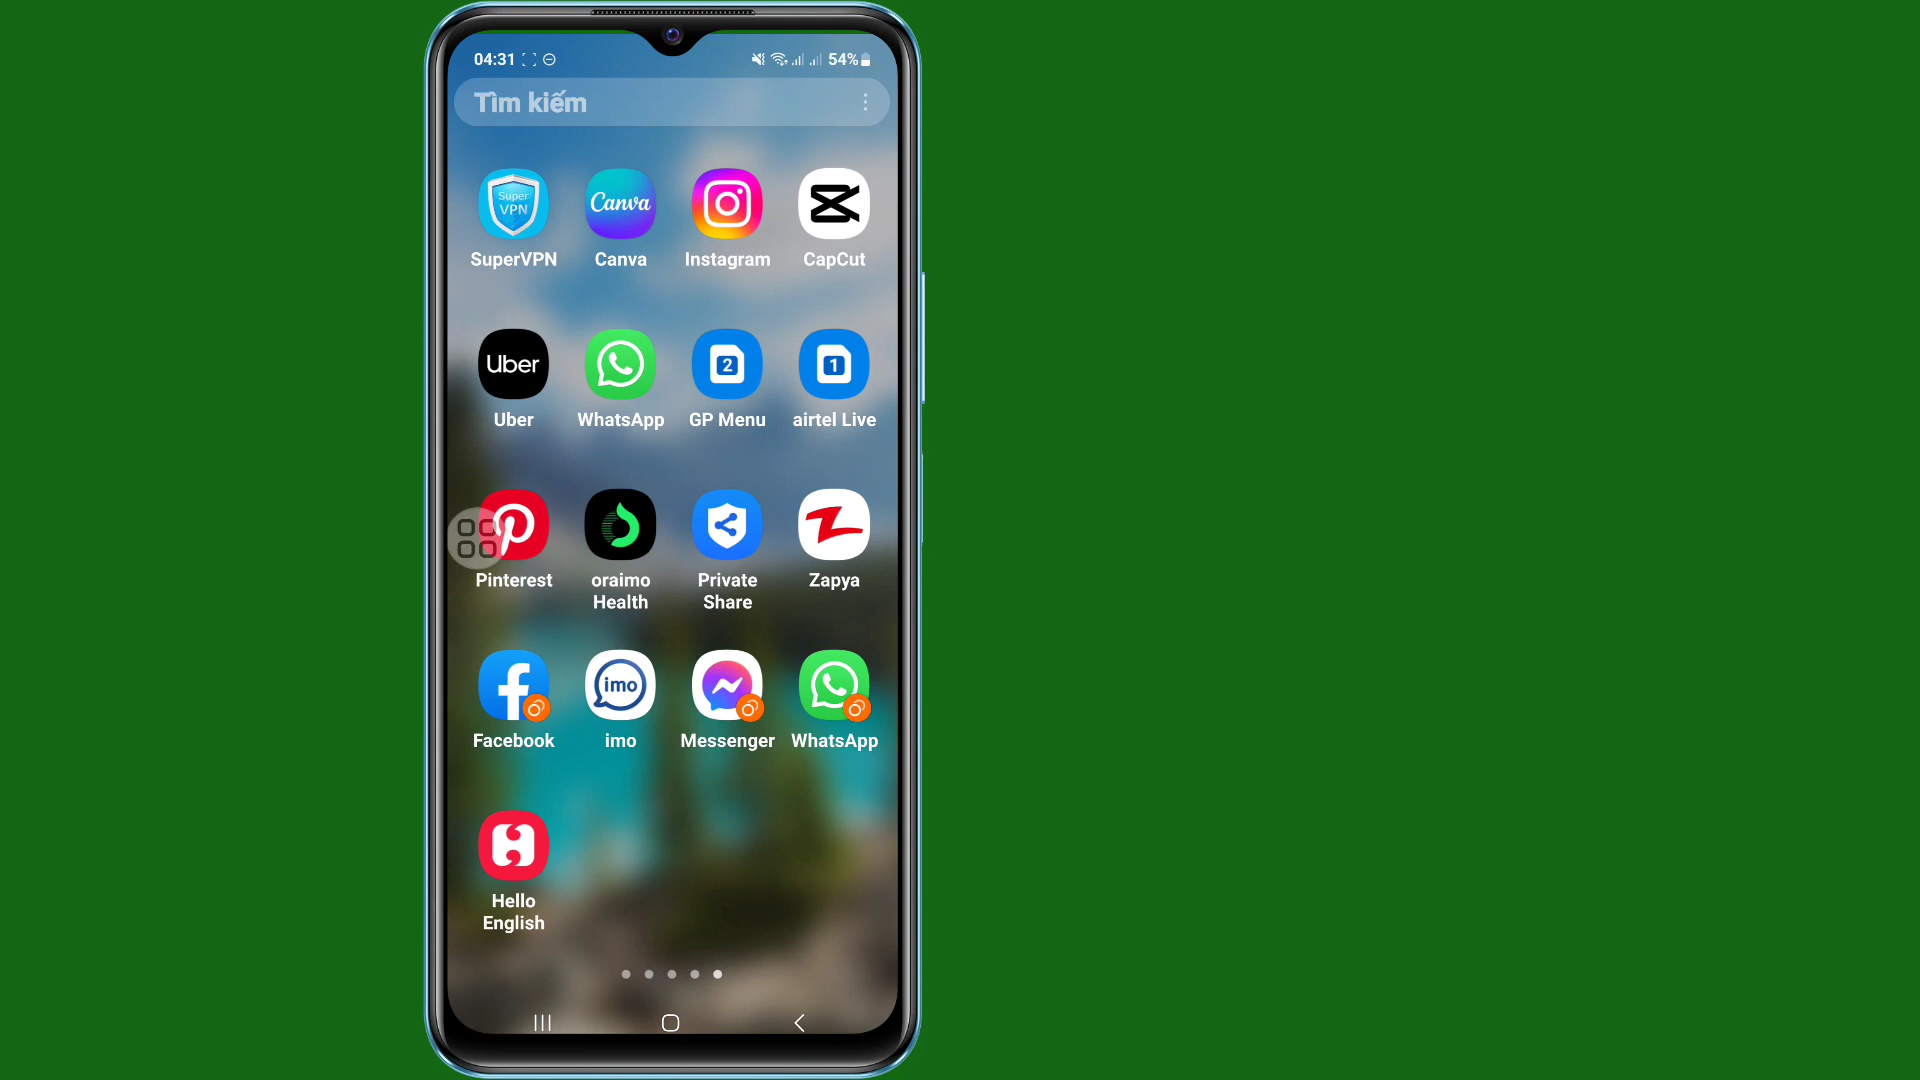 04:31 54%
Tìm kiếm
Super
VPN
Canva
SuperVPN Canva Instagram CapCut
Uber 2 1
Uber WhatsApp GP Menu airtel Live
Pinterest oraimo Health Private Share Zapya
imo
Facebook imo Messenger WhatsApp
Hello
English